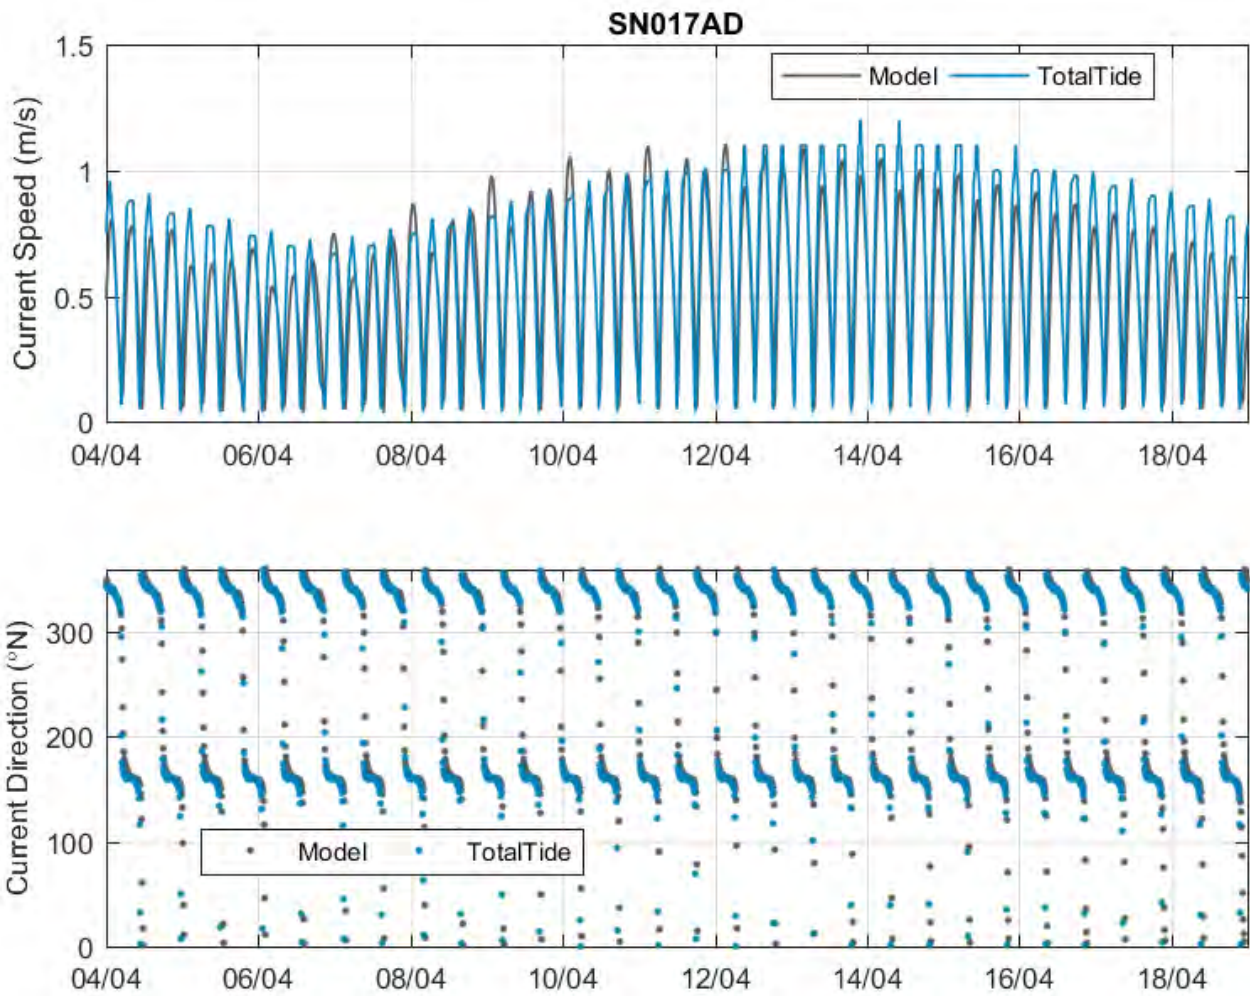 SN017AD
1.5
Model TotalTide
1
0.5
0
Current Speed (m/s)
04/04 06/04 08/04 10/04 12/04 14/04 16/04 18/04
300
200
100
0
Current Direction (°N)
Model TotalTide
04/04 06/04 08/04 10/04 12/04 14/04 16/04 18/04